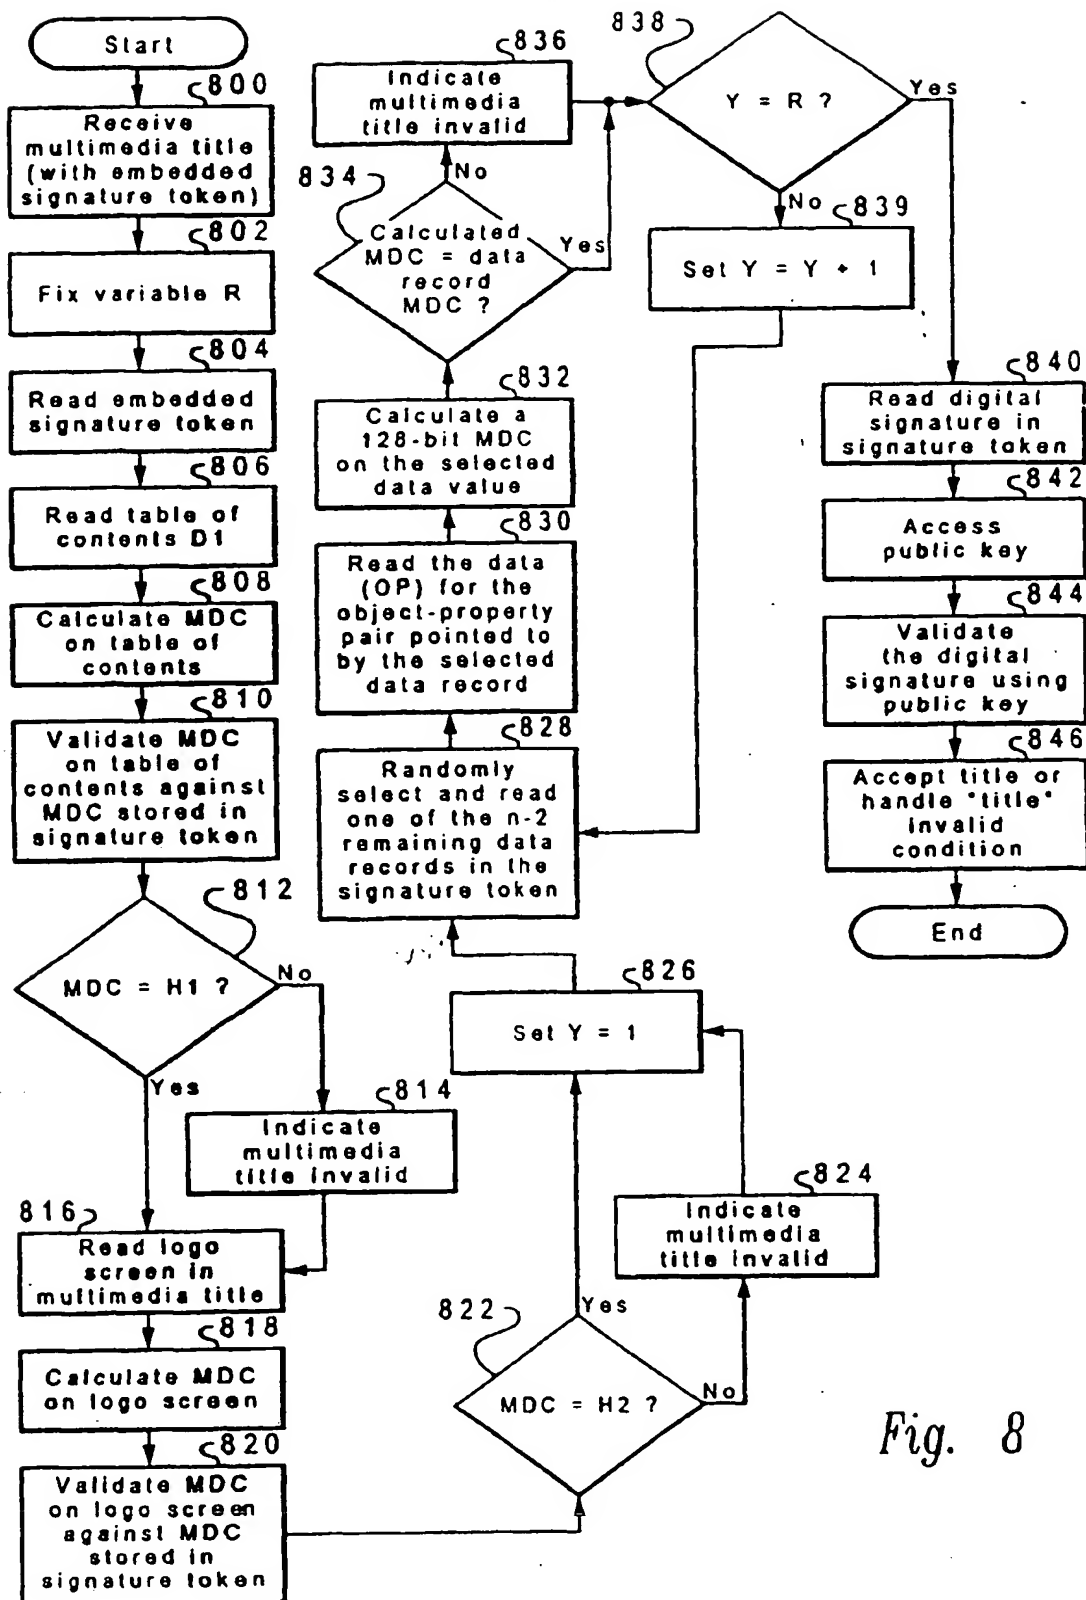 Start
800
Receive
multimedia title
(with embedded
signature token)
802
Fix variable R
804
Read embedded
signature token
806
Read table of
contents D1
808
Calculate MDC
on table of
contents
810
Validate MDC
on table of
contents against
MDC stored in
signature token
812
MDC = H1 ?
No
Yes
814
Indicate
multimedia
title invalid
816
Read logo
screen in
multimedia title
818
Calculate MDC
on logo screen
820
Validate MDC
on logo screen
against MDC
stored in
signature token
822
MDC = H2 ?
No
Yes
824
Indicate
multimedia
title invalid
826
Set Y = 1
828
Randomly
select and read
one of the n-2
remaining data
records in the
signature token
830
Read the data
(OP) for the
object-property
pair pointed to
by the selected
data record
832
Calculate a
128-bit MDC
on the selected
data value
834
Calculated
MDC = data
record
MDC ?
No
Yes
836
Indicate
multimedia
title invalid
838
Y = R ?
Yes
No
839
Set Y = Y + 1
840
Read digital
signature in
signature token
842
Access
public key
844
Validate
the digital
signature using
public key
846
Accept title or
handle "title"
invalid
condition
End
Fig. 8